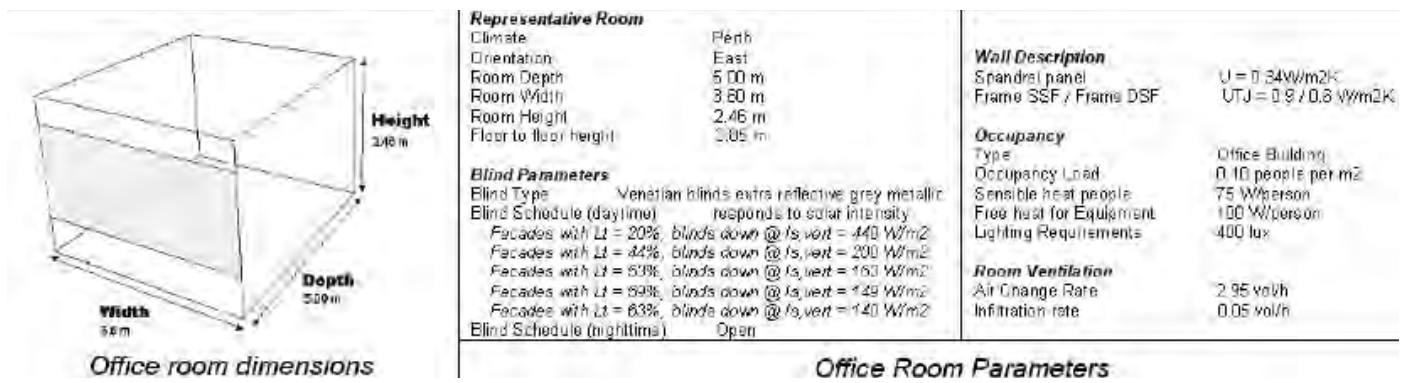 Height
2.46 m
Depth
5.00 m
Width
3.6 m
Office room dimensions
Representative Room
Climate Perth
Orientation East
Room Depth 5.00 m
Room Width 3.60 m
Room Height 2.46 m
Floor to floor height m
Blind Parameters
Blind Type Venetian blinds extra reflective grey metallic
Blind Schedule (daytime) responds to solar intensity
Facades with Lt = 20%, blinds down @ Is,vert = 440 W/m2
Facades with Lt = 44%, blinds down @ Is,vert = 200 W/m2
Facades with Lt = blinds down @ Is,vert = W/m2
Facades with Lt = blinds down @ Is,vert = 149 W/m2
Facades with Lt = 63%, blinds down @ Is,vert = 140 W/m2
Blind Schedule (nighttime) Open
Wall Description
Spandrel panel U = 0.34W/m2K
Frame SSF / Frame DSF UTJ = 0.9 / W/m2K
Occupancy
Type Office Building
Occupancy Load 0.10 people per m2
Sensible heat people 75 W/person
Free heat for Equipment 100 W/person
Lighting Requirements 400 lux
Room Ventilation
Air Change Rate 2.95 vol/h
Infiltration rate 0.05 vol/h
Office Room Parameters